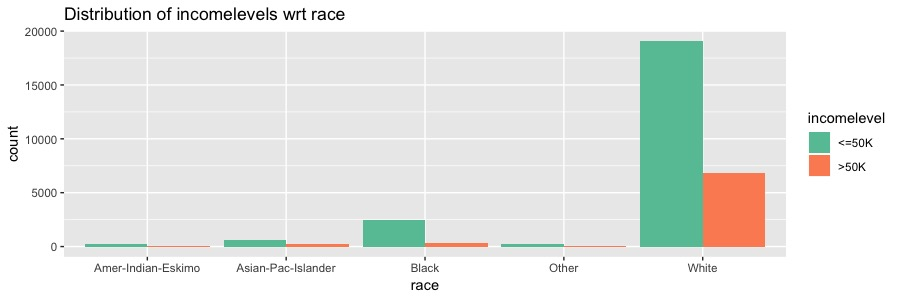 Distribution of incomelevels wrt race
20000
15000
10000
5000
0
count
Amer-Indian-Eskimo Asian-Pac-Islander Black Other White
race
incomelevel
<=50K
>50K